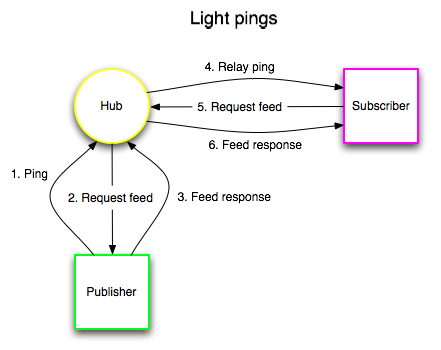 Light pings
4. Relay ping
Hub
5. Request feed
Subscriber
6. Feed response
1. Ping
2. Request feed
3. Feed response
Publisher